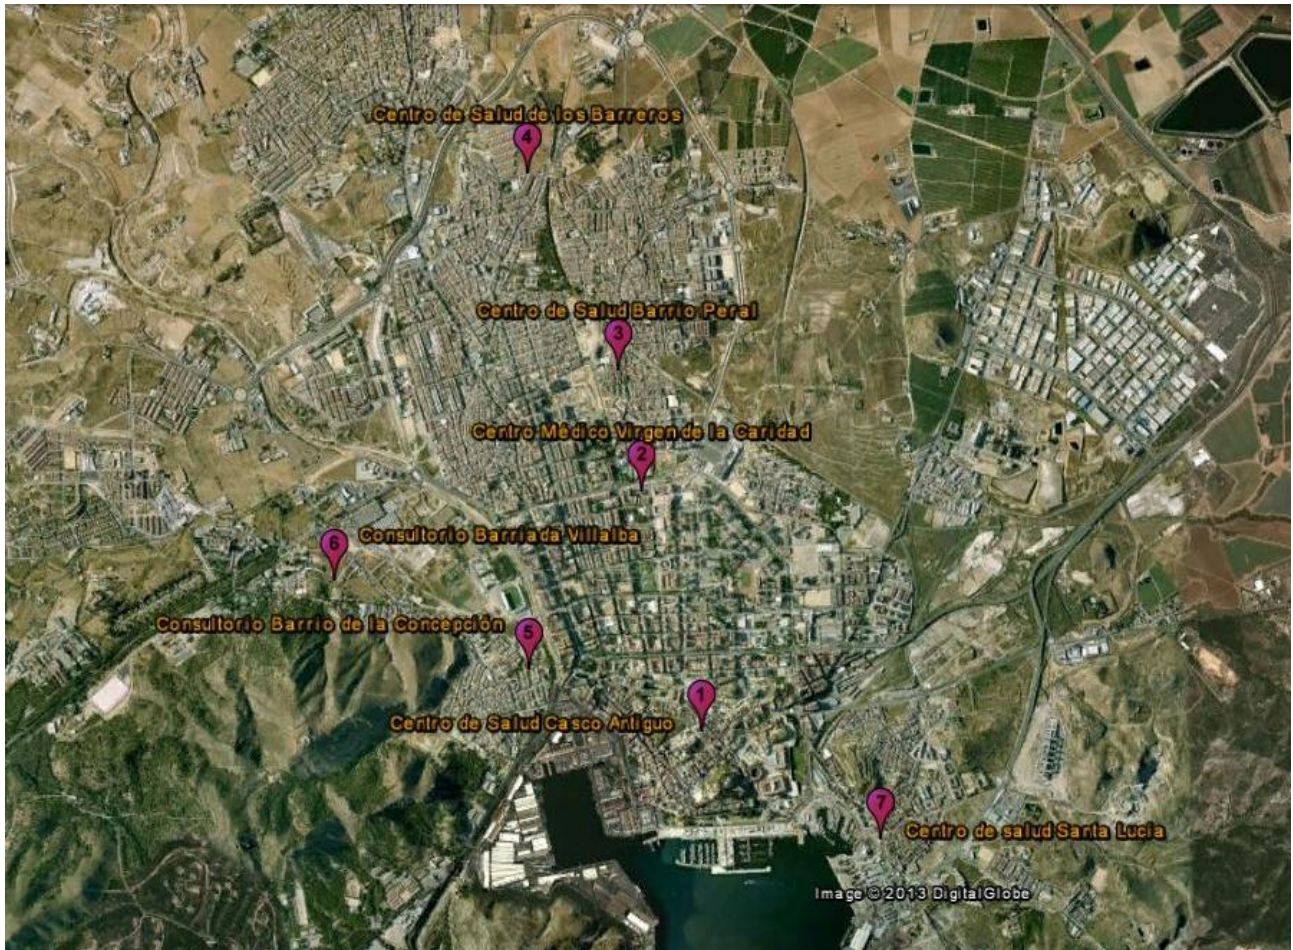 Centro de Salud de los Barreros
4
Centro de Salud Barrio Peral
3
Centro Médico Virgen de la Caridad
2
6
Consultorio Barriada Villalba
Consultorio Barrio de la Concepción
5
1
Centro de Salud Casco Antiguo
7
Centro de salud Santa Lucía
Image © 2013 DigitalGlobe